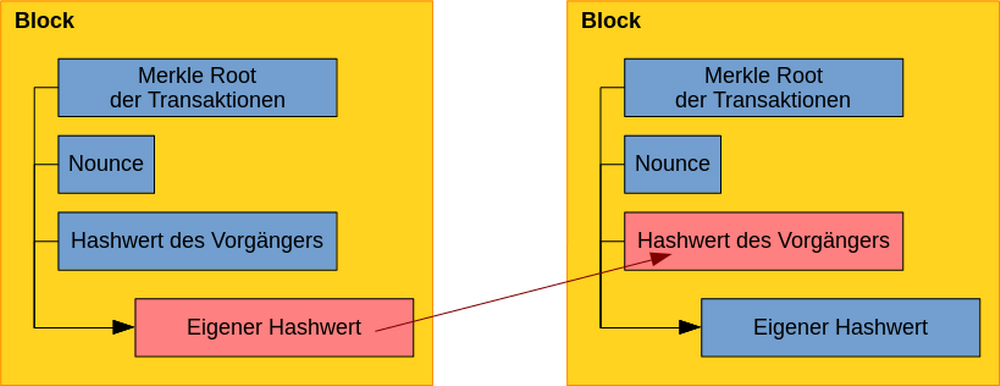 Block
Merkle Root
der Transaktionen
Nounce
Hashwert des Vorgängers
Eigener Hashwert
Block
Merkle Root
der Transaktionen
Nounce
Hashwert des Vorgängers
Eigener Hashwert